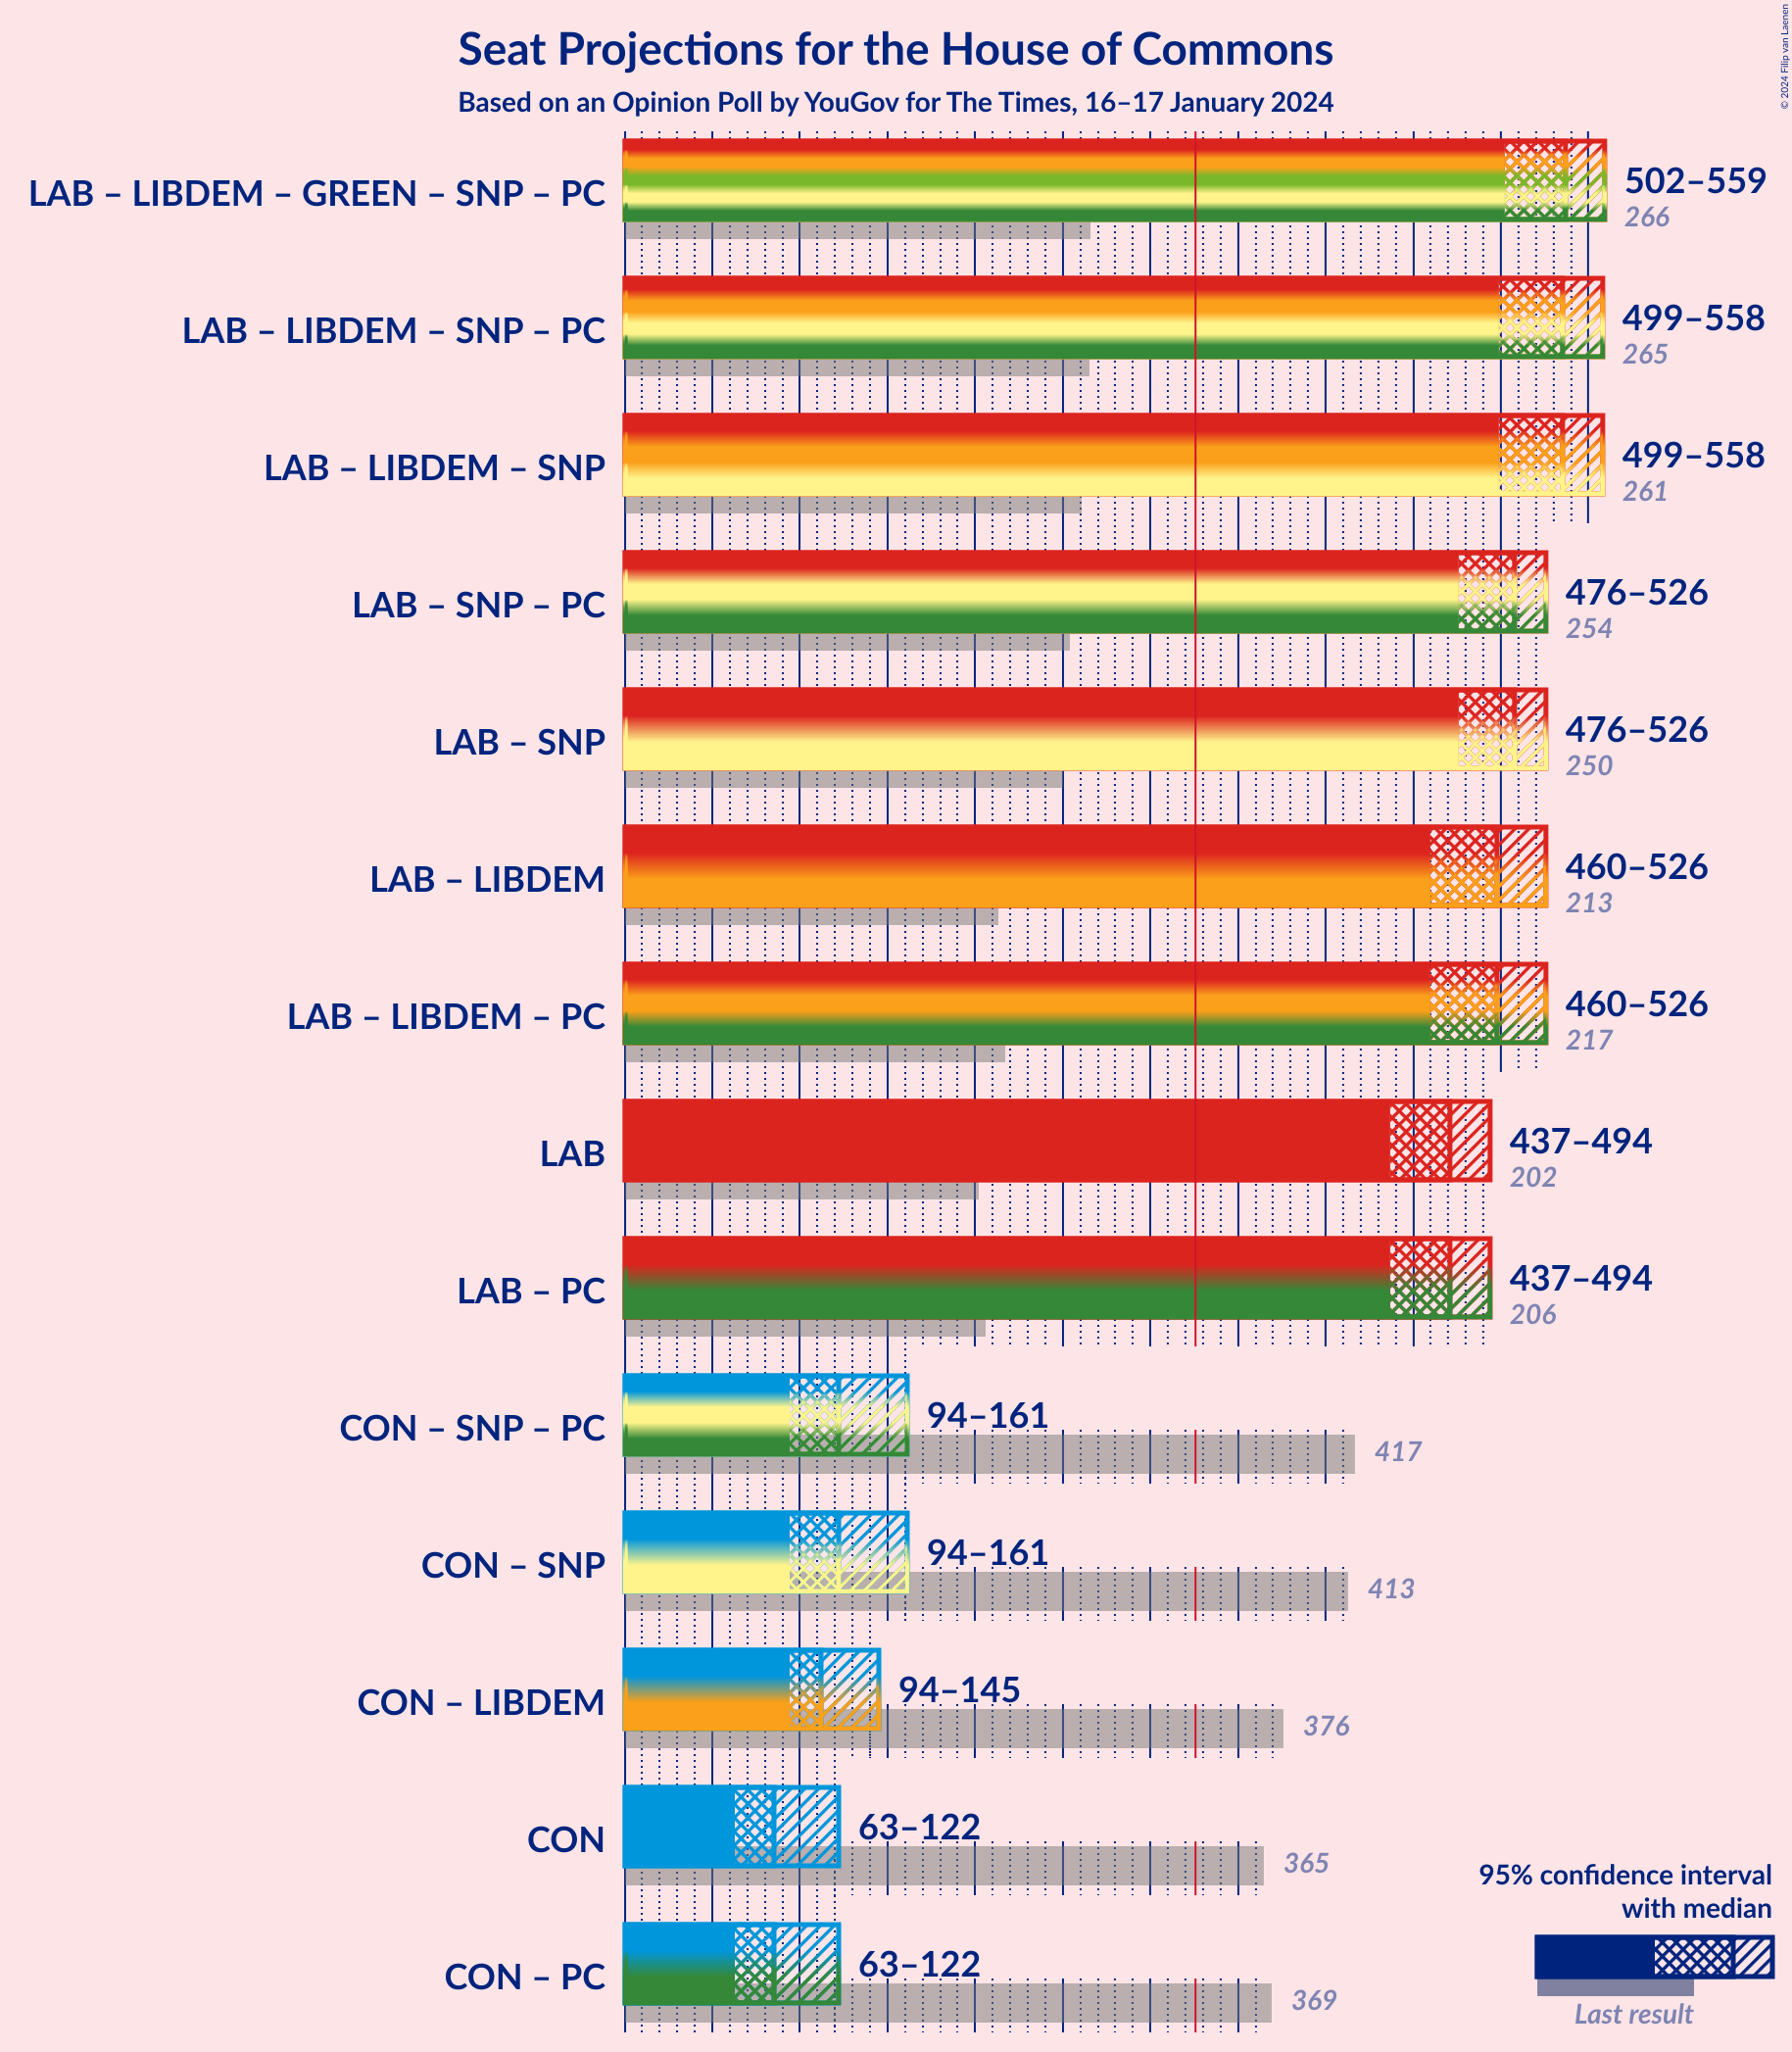 Seat Projections for the House of Commons
Based on an Opinion Poll by YouGov for The Times, 16–17 January 2024
© 2024 Filip van Laenen
LAB – LIBDEM – GREEN – SNP – PC
502–559
266
LAB – LIBDEM – SNP – PC
499–558
265
LAB – LIBDEM – SNP
499–558
261
LAB – SNP – PC
476–526
254
LAB – SNP
476–526
250
LAB – LIBDEM
460–526
213
LAB – LIBDEM – PC
460–526
217
LAB
437–494
202
LAB – PC
437–494
206
CON – SNP – PC
94–161
417
CON – SNP
94–161
413
CON – LIBDEM
94–145
376
CON
63–122
365
CON – PC
63–122
369
95% confidence interval
with median
Last result